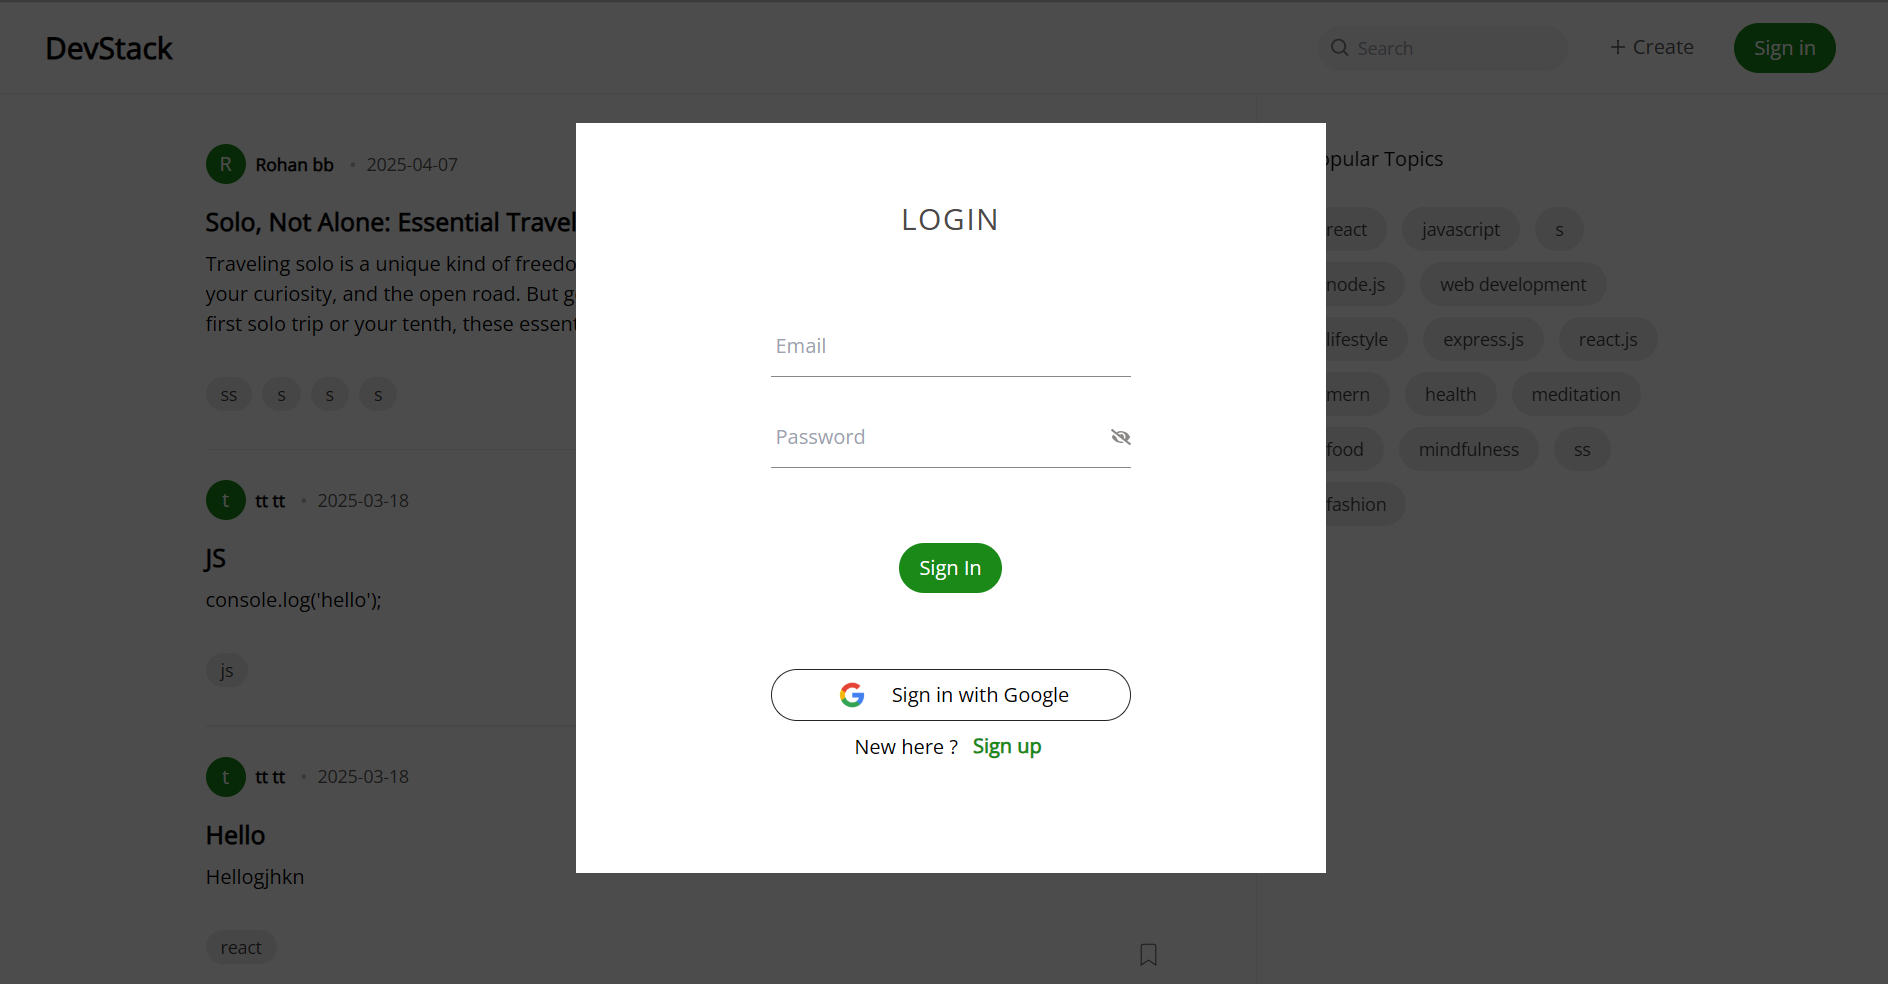 DevStack
Search
+ Create
Sign in
R Rohan bb • 2025-04-07
Solo, Not Alone: Essential Travel
Traveling solo is a unique kind of freedo
your curiosity, and the open road. But g
first solo trip or your tenth, these essent
ss s s s
t tt tt • 2025-03-18
JS
console.log('hello');
js
t tt tt • 2025-03-18
Hello
Hellogjhkn
react
LOGIN
Email
Password
Sign In
Sign in with Google
New here ? Sign up
opular Topics
react javascript s
node.js web development
lifestyle express.js react.js
mern health meditation
food mindfulness ss
fashion